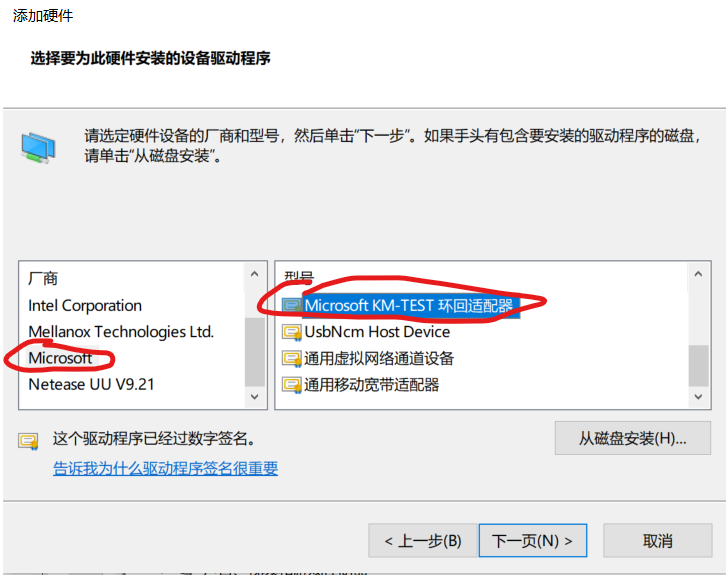 添加硬件
选择要为此硬件安装的设备驱动程序
请选定硬件设备的厂商和型号，然后单击“下一步”。如果手头有包含要安装的驱动程序的磁盘，
请单击“从磁盘安装”。
厂商
Intel Corporation
Mellanox Technologies Ltd.
Microsoft
Netease UU V9.21
型号
Microsoft KM-TEST 环回适配器
UsbNcm Host Device
通用虚拟网络通道设备
通用移动宽带适配器
这个驱动程序已经过数字签名。
告诉我为什么驱动程序签名很重要
从磁盘安装(H)...
< 上一步(B)
下一页(N) >
取消